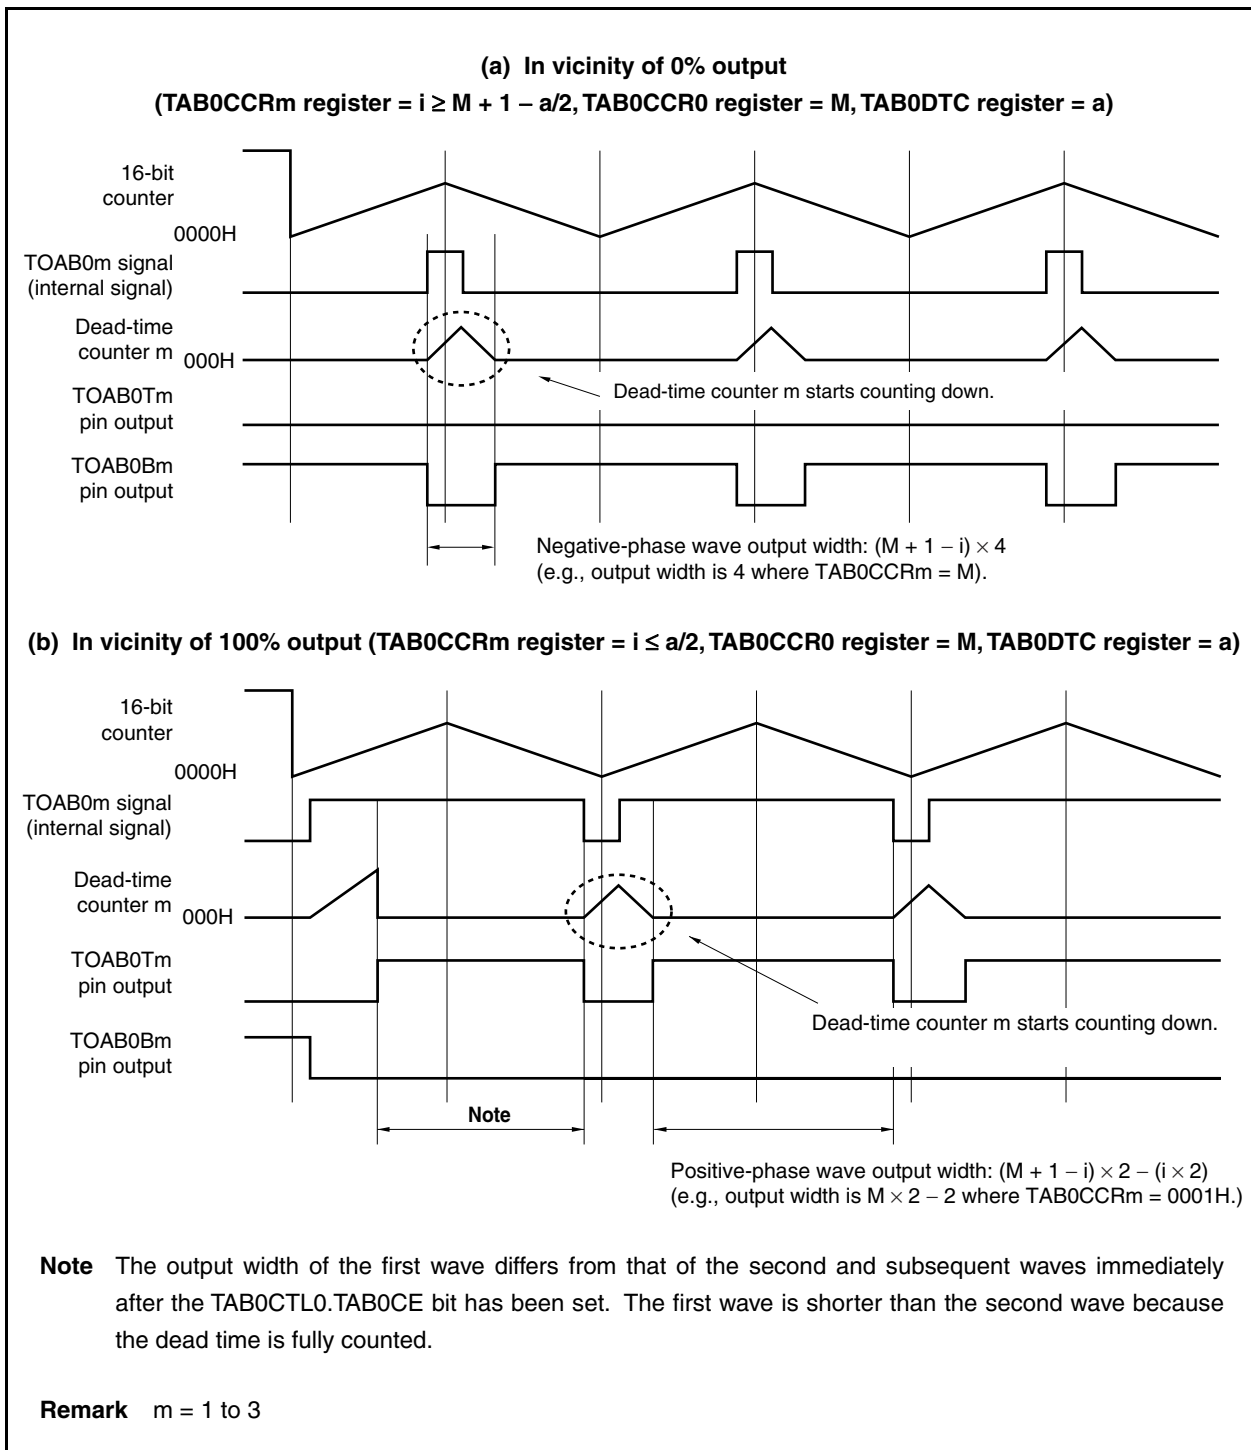 (a) In vicinity of 0% output
(TAB0CCRm register = i ≥ M + 1 – a/2, TAB0CCR0 register = M, TAB0DTC register = a)
16-bit
counter
0000H
TOAB0m signal
(internal signal)
Dead-time
counter m
000H
Dead-time counter m starts counting down.
TOAB0Tm
pin output
TOAB0Bm
pin output
Negative-phase wave output width: (M + 1 – i) × 4
(e.g., output width is 4 where TAB0CCRm = M).
(b) In vicinity of 100% output (TAB0CCRm register = i ≤ a/2, TAB0CCR0 register = M, TAB0DTC register = a)
16-bit
counter
0000H
TOAB0m signal
(internal signal)
Dead-time
counter m
000H
TOAB0Tm
pin output
Dead-time counter m starts counting down.
TOAB0Bm
pin output
Note
Positive-phase wave output width: (M + 1 – i) × 2 – (i × 2)
(e.g., output width is M × 2 – 2 where TAB0CCRm = 0001H.)
Note The output width of the first wave differs from that of the second and subsequent waves immediately
after the TAB0CTL0.TAB0CE bit has been set. The first wave is shorter than the second wave because
the dead time is fully counted.
Remark m = 1 to 3